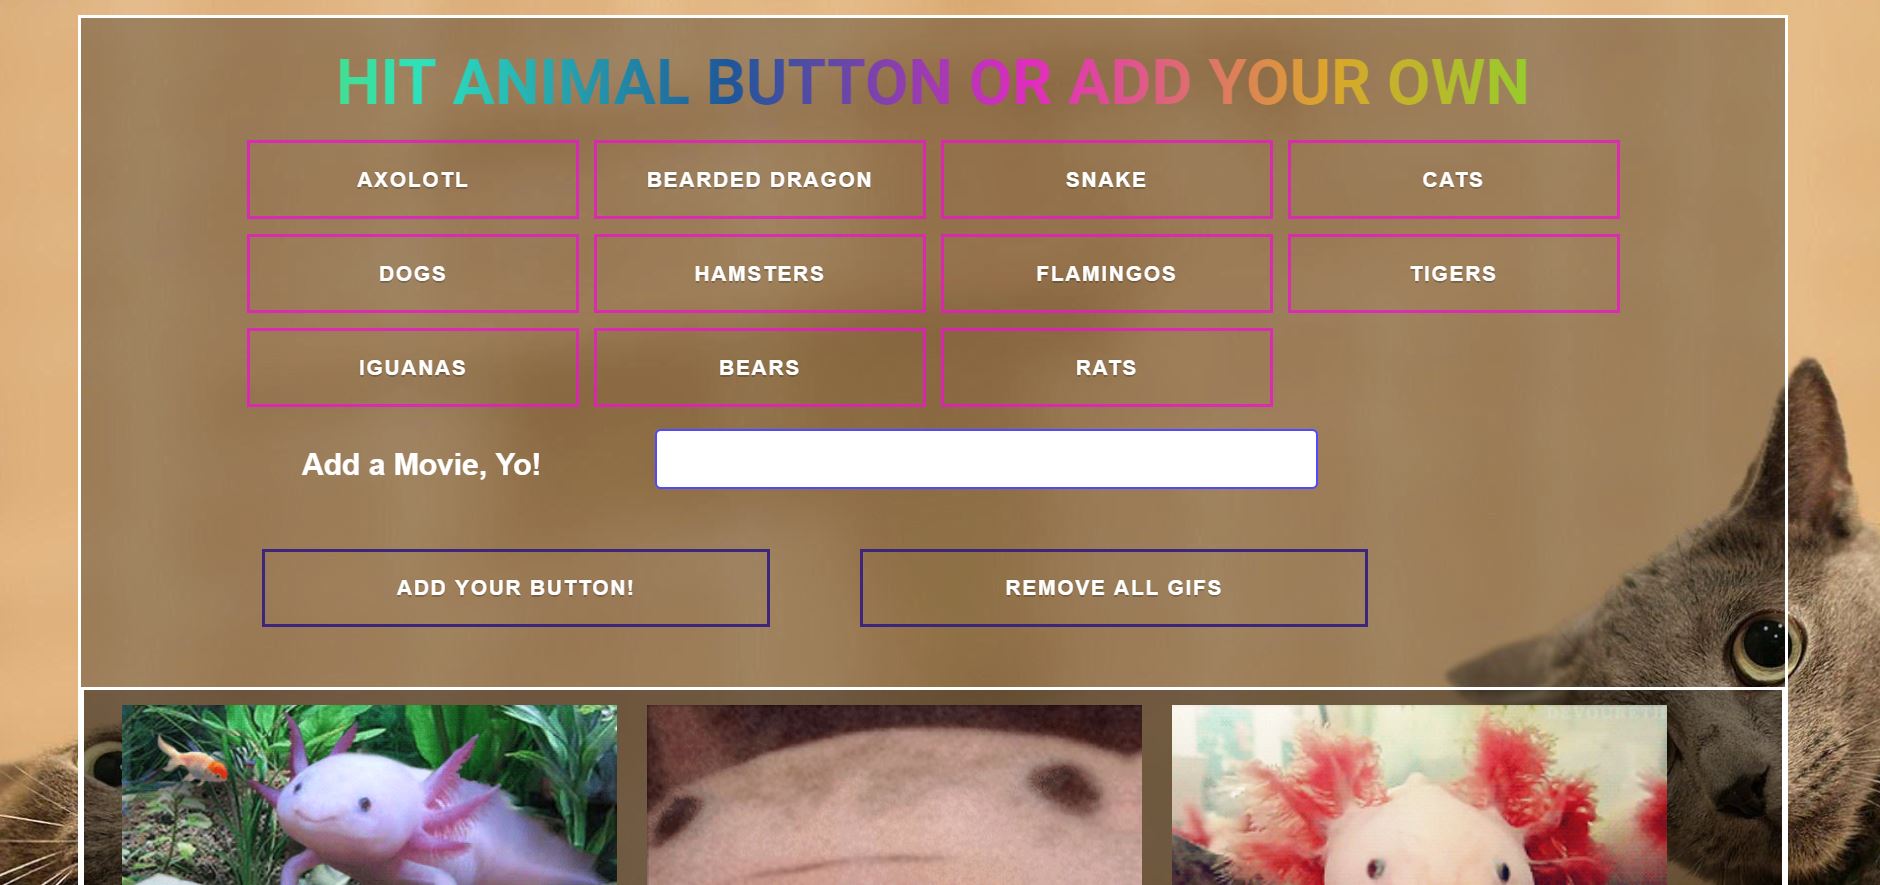 HIT ANIMAL BUTTON OR ADD YOUR OWN
AXOLOTL BEARDED DRAGON SNAKE CATS
DOGS HAMSTERS FLAMINGOS TIGERS
IGUANAS BEARS RATS
Add a Movie, Yo!
ADD YOUR BUTTON! REMOVE ALL GIFS